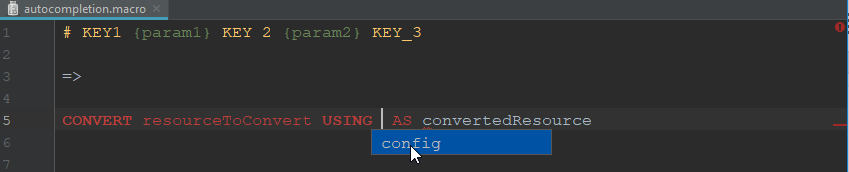 autocompletion.macro ×
1 # KEY1 {param1} KEY 2 {param2} KEY_3
2
3 =>
4
5 CONVERT resourceToConvert USING AS convertedResource
6 config
7